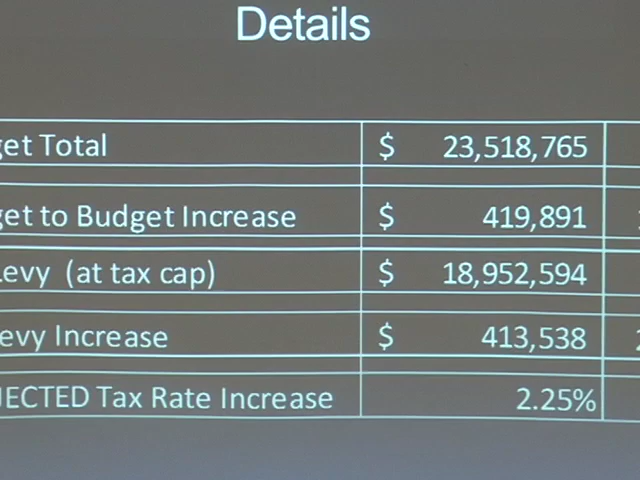 Details
get Total $ 23,518,765
get to Budget Increase $ 419,891
Levy (at tax cap) $ 18,952,594
evy Increase $ 413,538
JECTED Tax Rate Increase 2.25%